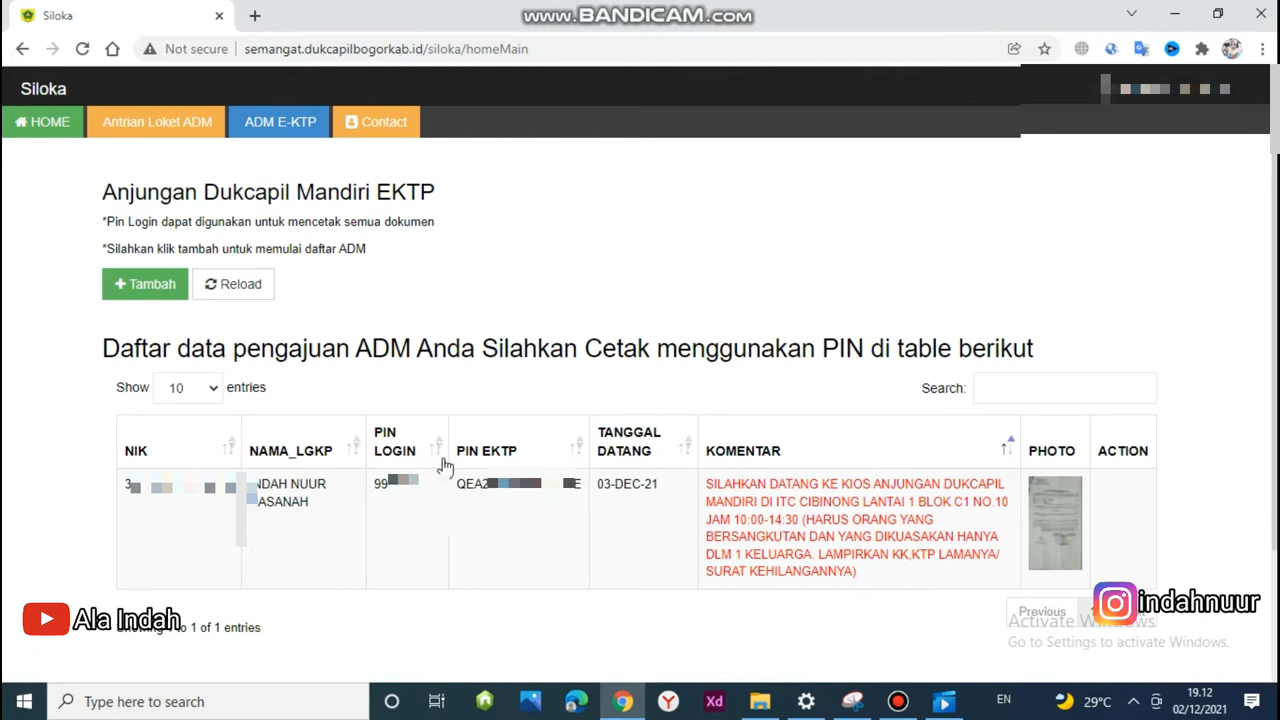 Siloka
www.BANDICAM.com
Not secure
semangat.dukcapilbogorkab.id/siloka/homeMain
Siloka
HOME
Antrian Loket ADM
ADM E-KTP
Contact
Anjungan Dukcapil Mandiri EKTP
*Pin Login dapat digunakan untuk mencetak semua dokumen
*Silahkan klik tambah untuk memulai daftar ADM
+ Tambah
Reload
Daftar data pengajuan ADM Anda Silahkan Cetak menggunakan PIN di table berikut
Show 10 entries
Search:
NIK
NAMA_LGKP
PIN LOGIN
PIN EKTP
TANGGAL DATANG
KOMENTAR
PHOTO
ACTION
3
NDAH NUUR
ASANAH
99
QEA2
E
03-DEC-21
SILAHKAN DATANG KE KIOS ANJUNGAN DUKCAPIL
MANDIRI DI ITC CIBINONG LANTAI 1 BLOK C1 NO.10
JAM 10:00-14:30 (HARUS ORANG YANG
BERSANGKUTAN DAN YANG DIKUASAKAN HANYA
DLM 1 KELUARGA. LAMPIRKAN KK,KTP LAMANYA/
SURAT KEHILANGANNYA)
Ala Indah
to 1 of 1 entries
Previous
indahnuur
Activate Windows
Go to Settings to activate Windows.
Type here to search
Xd
29°C
EN
19.12
02/12/2021